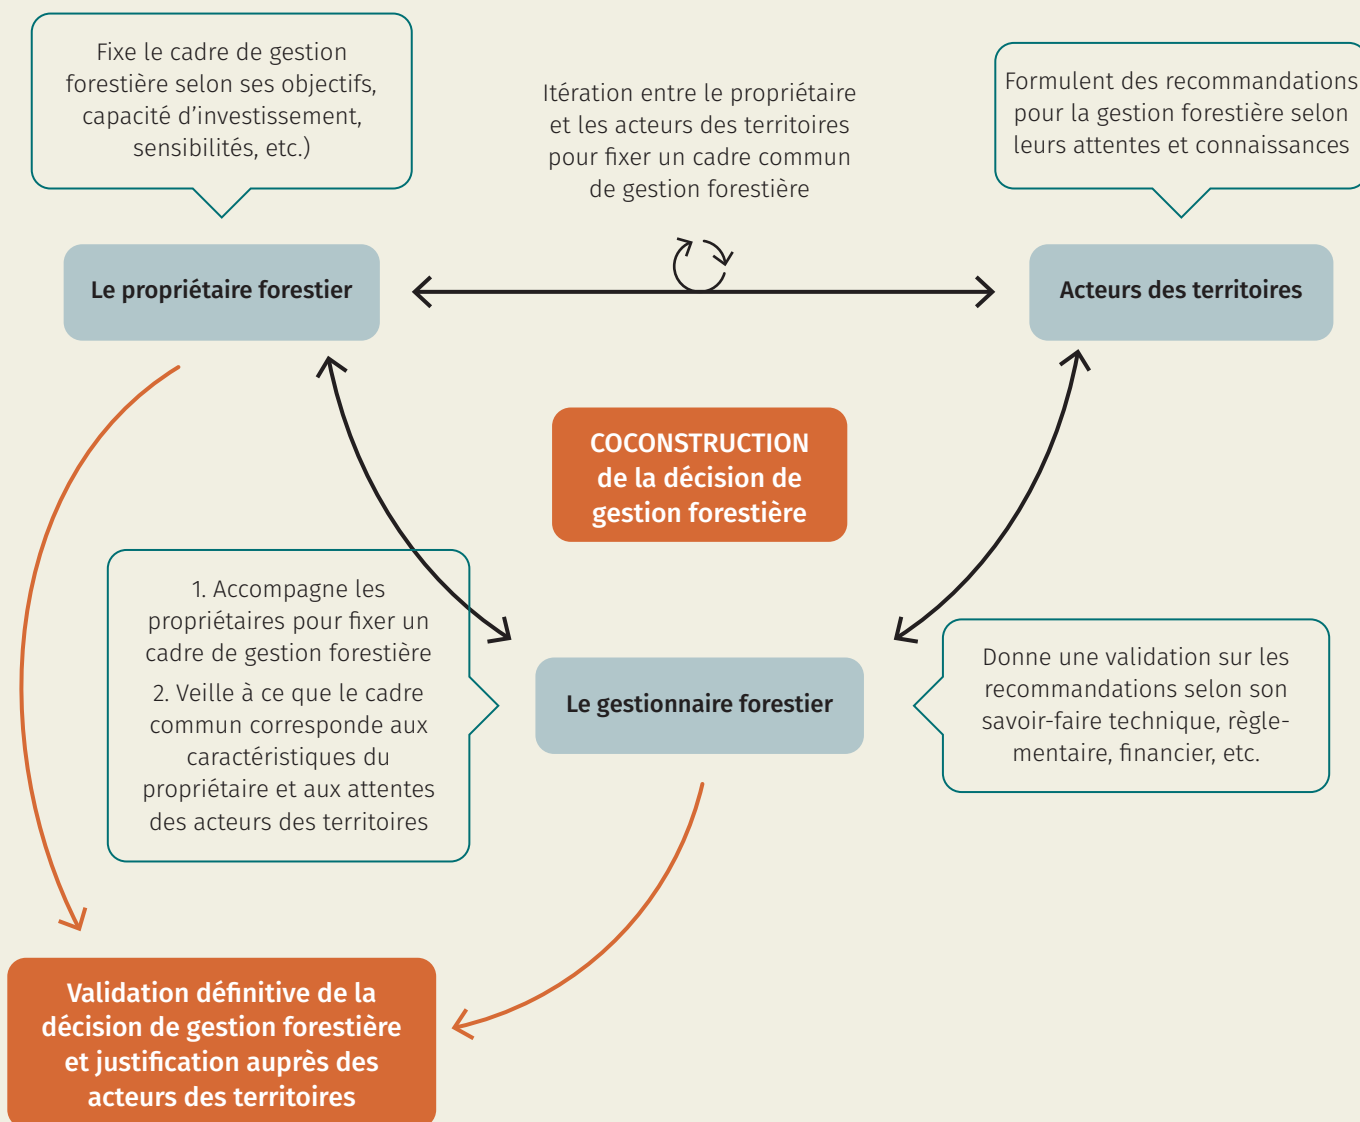 Fixe le cadre de gestion
forestière selon ses objectifs,
capacité d’investissement,
sensibilités, etc.)
Itération entre le propriétaire
et les acteurs des territoires
pour fixer un cadre commun
de gestion forestière
Formulent des recommandations
pour la gestion forestière selon
leurs attentes et connaissances
Le propriétaire forestier
Acteurs des territoires
COCONSTRUCTION
de la décision de
gestion forestière
1. Accompagne les
propriétaires pour fixer un
cadre de gestion forestière
2. Veille à ce que le cadre
commun corresponde aux
caractéristiques du
propriétaire et aux attentes
des acteurs des territoires
Le gestionnaire forestier
Donne une validation sur les
recommandations selon son
savoir-faire technique, règle-
mentaire, financier, etc.
Validation définitive de la
décision de gestion forestière
et justification auprès des
acteurs des territoires